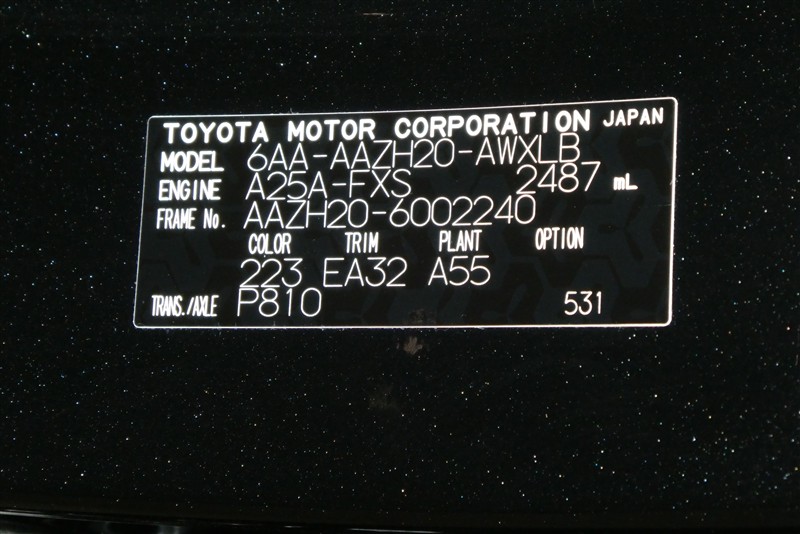 TOYOTA MOTOR CORPORATION JAPAN
MODEL 6AA-AAZH20-AWXLB
ENGINE A25A-FXS 2487 mL
FRAME No. AAZH20-6002240
COLOR TRIM PLANT OPTION
223 EA32 A55
TRANS./AXLE P810 531